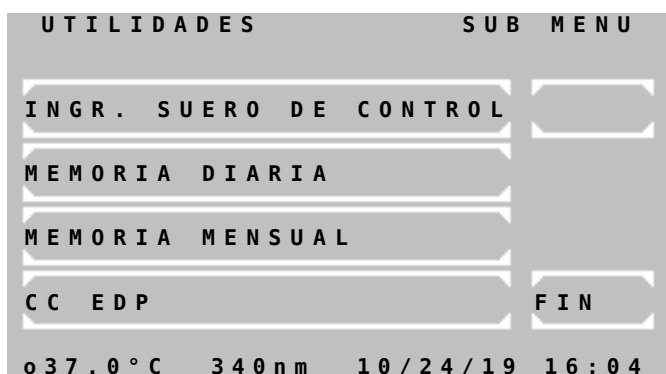 UTILIDADES SUB MENU
INGR. SUERO DE CONTROL
MEMORIA DIARIA
MEMORIA MENSUAL
CC EDP FIN
o37.0°C 340nm 10/24/19 16:04